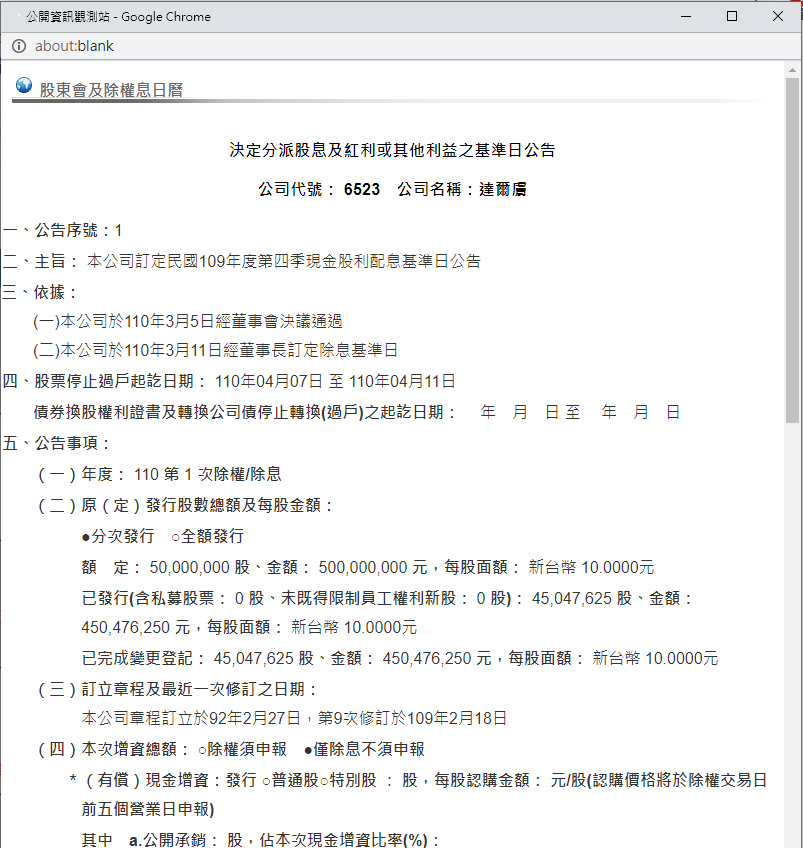 公開資訊觀測站 - Google Chrome
about:blank
股東會及除權息日曆
決定分派股息及紅利或其他利益之基準日公告
公司代號： 6523 公司名稱：達爾膚
一、公告序號：1
二、主旨： 本公司訂定民國109年度第四季現金股利配息基準日公告
三、依據：
(一)本公司於110年3月5日經董事會決議通過
(二)本公司於110年3月11日經董事長訂定除息基準日
四、股票停止過戶起訖日期： 110年04月07日 至 110年04月11日
債券換股權利證書及轉換公司債停止轉換(過戶)之起訖日期： 年 月 日 至 年 月 日
五、公告事項：
（一）年度： 110 第 1 次除權/除息
（二）原（定）發行股數總額及每股金額：
●分次發行 ○全額發行
額 定： 50,000,000 股、金額： 500,000,000 元，每股面額： 新台幣 10.0000元
已發行(含私募股票： 0 股、未既得限制員工權利新股： 0 股)： 45,047,625 股、金額：
450,476,250 元，每股面額： 新台幣 10.0000元
已完成變更登記： 45,047,625 股、金額： 450,476,250 元，每股面額： 新台幣 10.0000元
（三）訂立章程及最近一次修訂之日期：
本公司章程訂立於92年2月27日，第9次修訂於109年2月18日
（四）本次增資總額： ○除權須申報 ●僅除息不須申報
*（有償）現金增資：發行 ○普通股○特別股 ： 股，每股認購金額： 元/股(認購價格將於除權交易日
前五個營業日申報)
其中 a.公開承銷： 股，佔本次現金增資比率(%)：